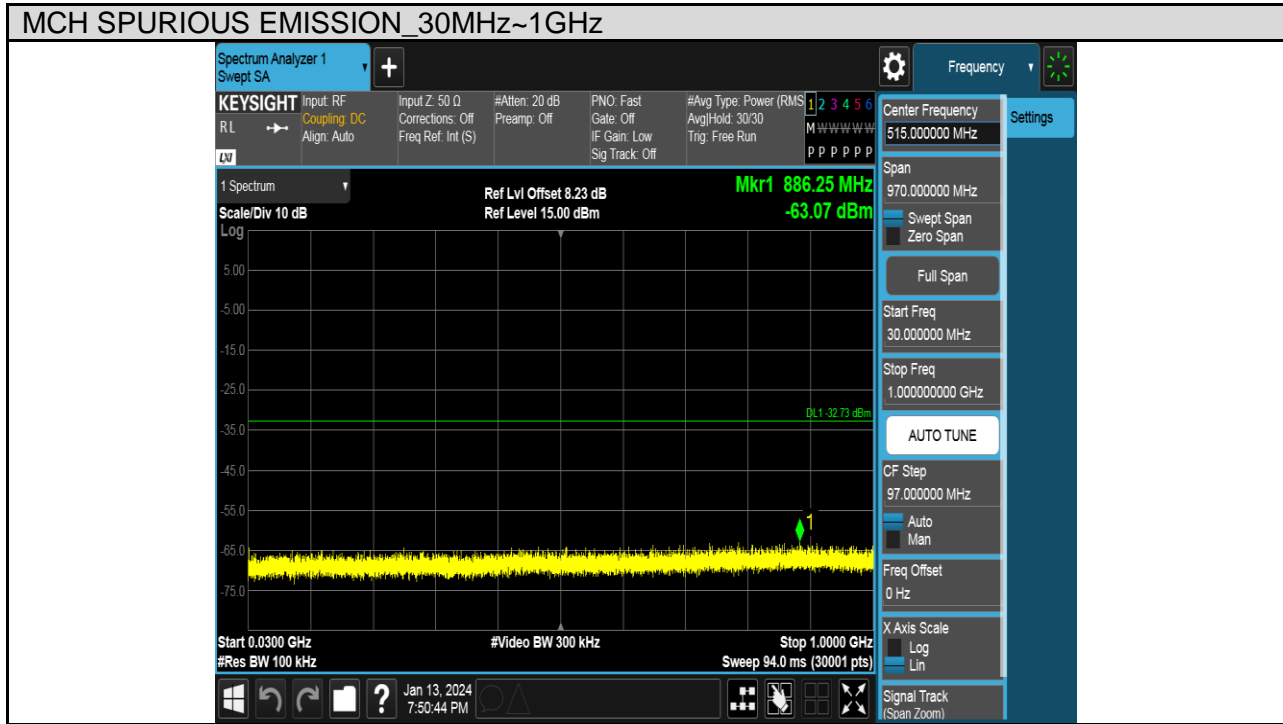 MCH SPURIOUS EMISSION_30MHz~1GHz
Spectrum Analyzer 1
Swept SA
+
Frequency
KEYSIGHT
RL
LXI
Input: RF
Coupling: DC
Align: Auto
Input Z: 50 Ω
Corrections: Off
Freq Ref: Int (S)
#Atten: 20 dB
Preamp: Off
PNO: Fast
Gate: Off
IF Gain: Low
Sig Track: Off
#Avg Type: Power (RMS
Avg|Hold: 30/30
Trig: Free Run
1 2 3 4 5 6
M W W W W W
P P P P P P
1 Spectrum
Scale/Div 10 dB
Log
Ref Lvl Offset 8.23 dB
Ref Level 15.00 dBm
Mkr1 886.25 MHz
-63.07 dBm
5.00
-5.00
-15.0
-25.0
DL1 -32.73 dBm
-35.0
-45.0
-55.0
1
-65.0
-75.0
Start 0.0300 GHz
#Res BW 100 kHz
#Video BW 300 kHz
Stop 1.0000 GHz
Sweep 94.0 ms (30001 pts)
?
Jan 13, 2024
7:50:44 PM
Center Frequency
515.000000 MHz
Settings
Span
970.000000 MHz
Swept Span
Zero Span
Full Span
Start Freq
30.000000 MHz
Stop Freq
1.000000000 GHz
AUTO TUNE
CF Step
97.000000 MHz
Auto
Man
Freq Offset
0 Hz
X Axis Scale
Log
Lin
Signal Track
(Span Zoom)